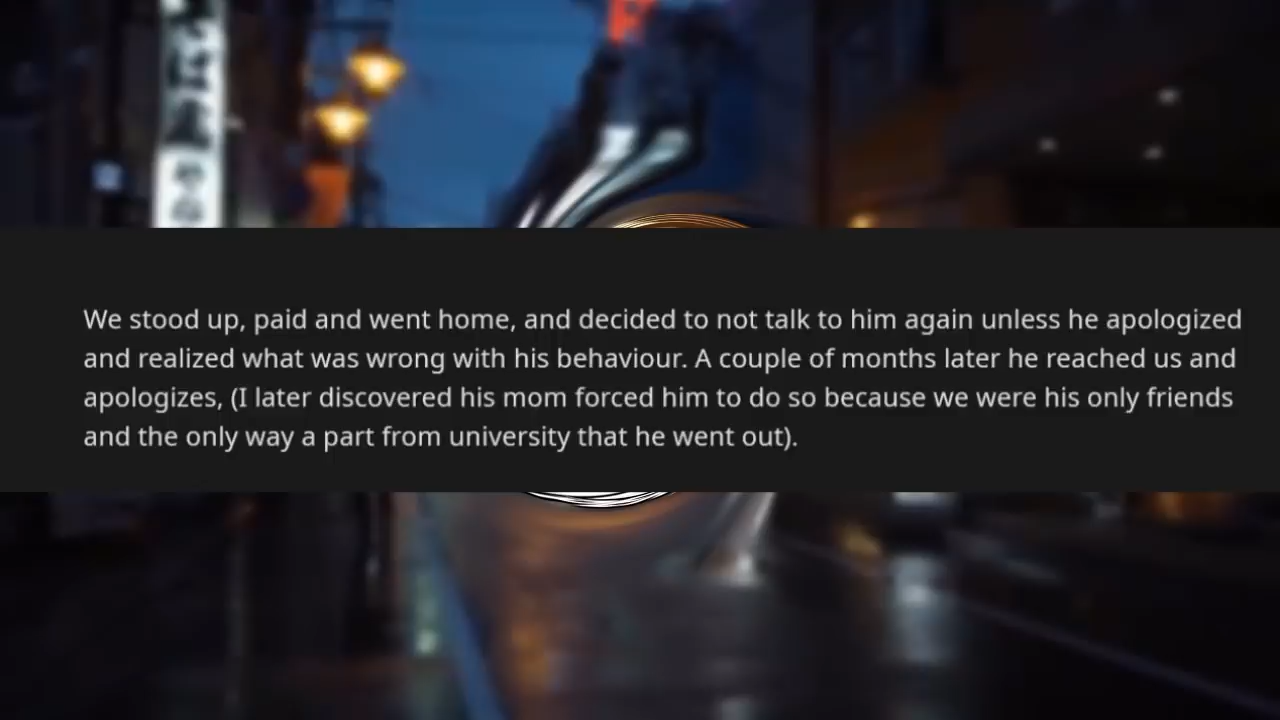 We stood up, paid and went home, and decided to not talk to him again unless he apologized
and realized what was wrong with his behaviour. A couple of months later he reached us and
apologizes, (I later discovered his mom forced him to do so because we were his only friends
and the only way a part from university that he went out).